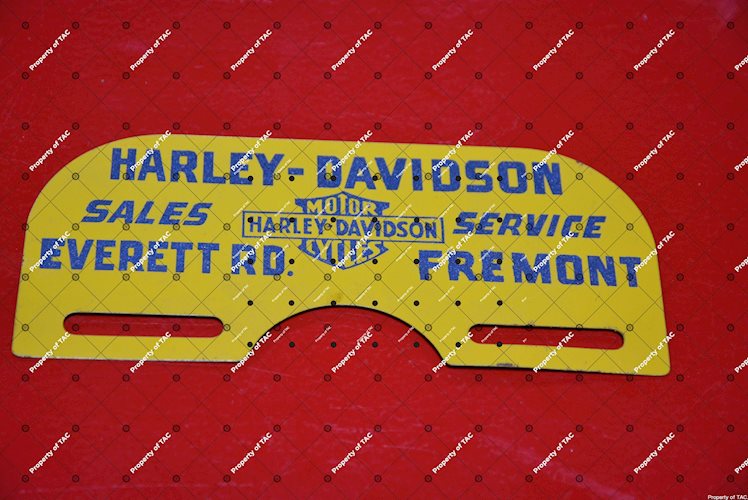 HARLEY-DAVIDSON
SALES
MOTOR
HARLEY-DAVIDSON
CYCLES
SERVICE
EVERETT RD. FREMONT
Property of TAC